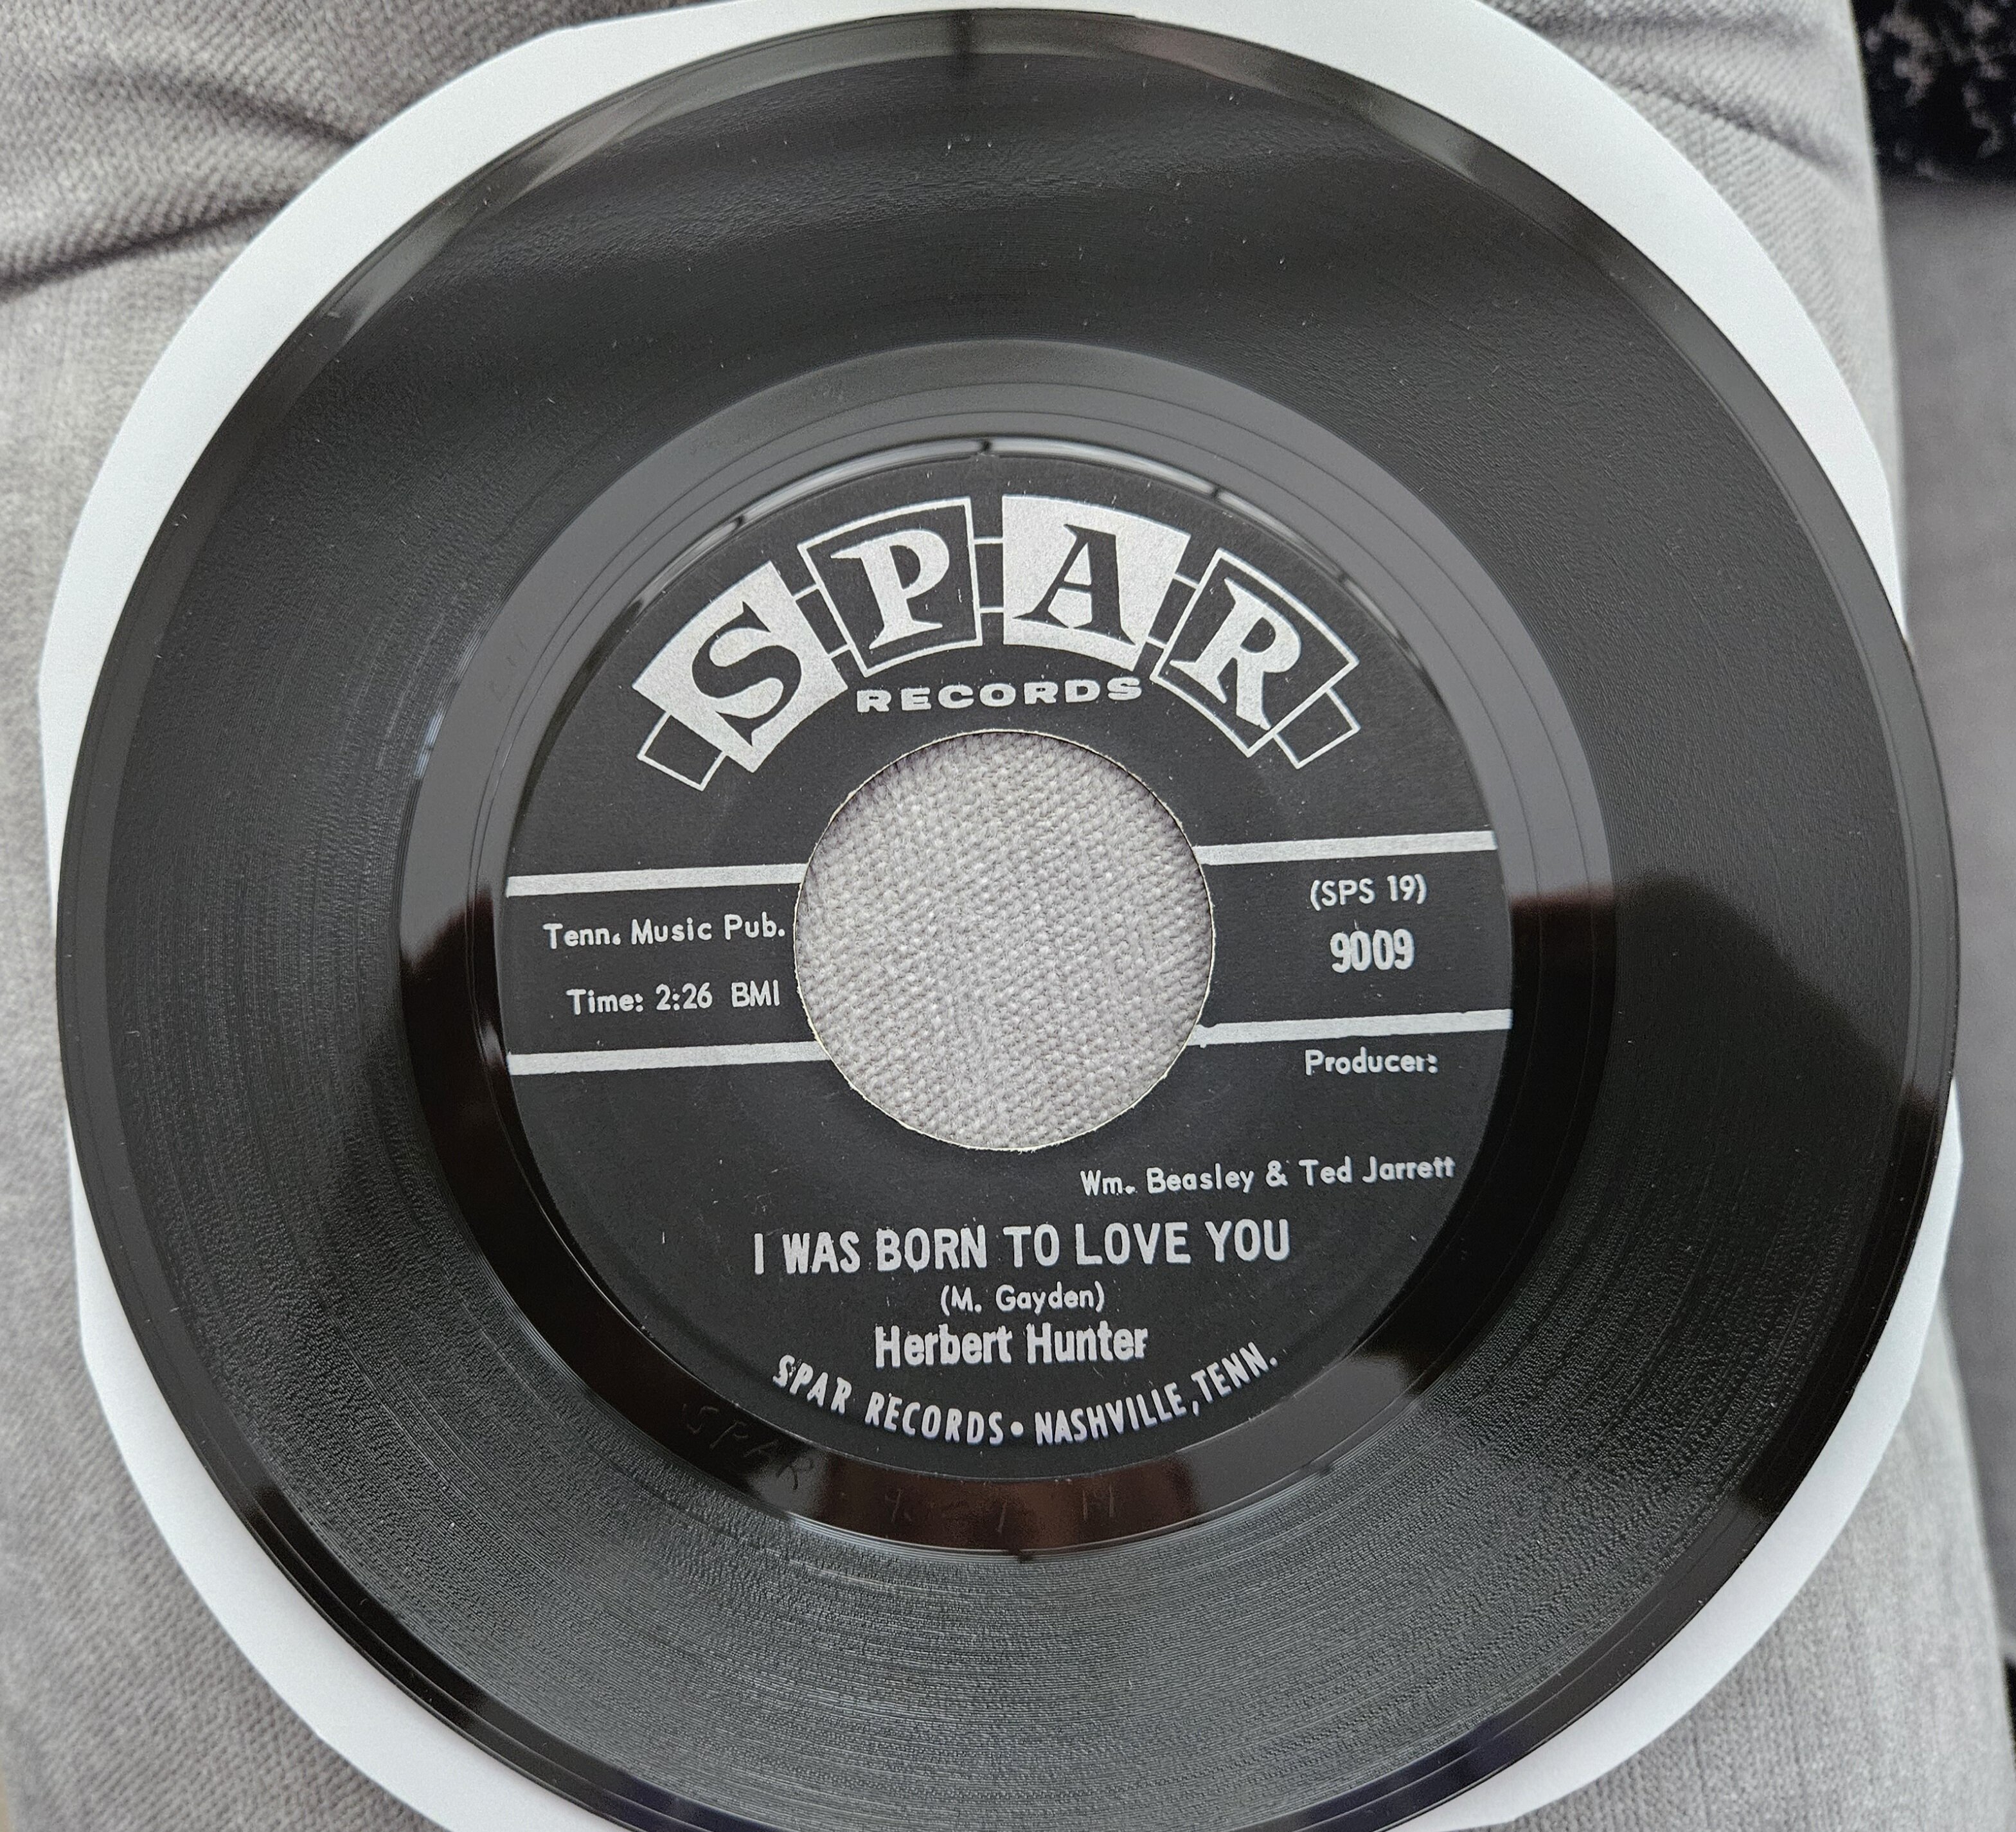 SPAR
RECORDS
Tenn. Music Pub.
Time: 2:26 BMI
(SPS 19)
9009
Producer:
Wm. Beasley & Ted Jarrett
I WAS BORN TO LOVE YOU
(M. Gayden)
Herbert Hunter
SPAR RECORDS • NASHVILLE, TENN.
SPAR